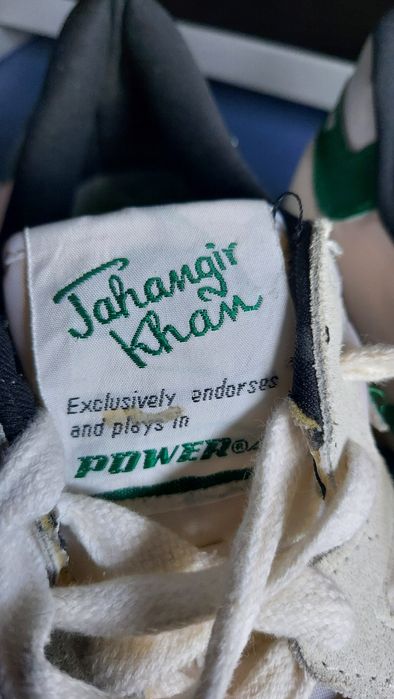 Jahangir
Khan
Exclusively endorses
and plays in
POWER®